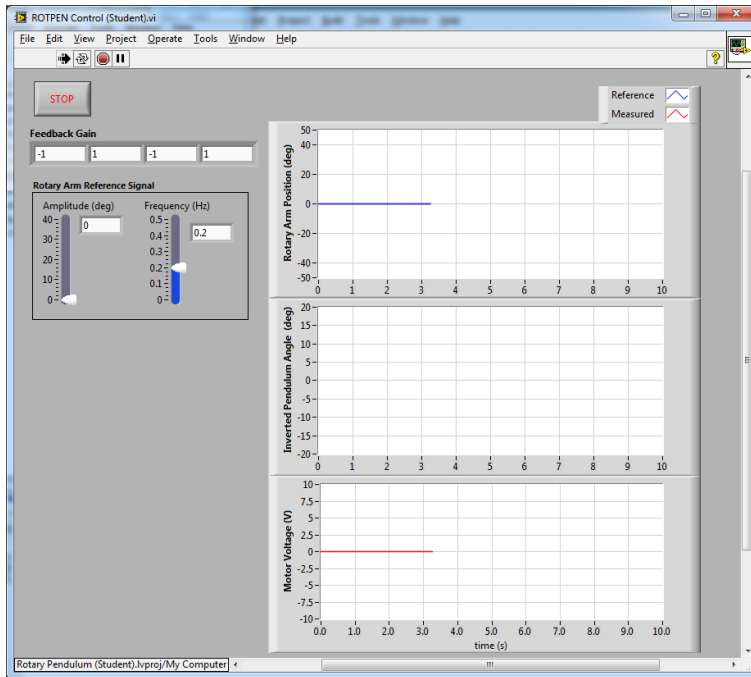 ROTPEN Control (Student).vi
File Edit View Project Operate Tools Window Help
STOP
Feedback Gain
-1 1 -1 1
Rotary Arm Reference Signal
Amplitude (deg) Frequency (Hz)
40
30
20
10
0
0
0.5
0.4
0.3
0.2
0.1
0
0.2
Reference
Measured
Rotary Arm Position (deg)
50
40
20
0
-20
-40
-50
0 1 2 3 4 5 6 7 8 9 10
Inverted Pendulum Angle (deg)
20
15
10
5
0
-5
-10
-15
-20
0 1 2 3 4 5 6 7 8 9 10
Motor Voltage (V)
10
7.5
5
2.5
0
-2.5
-5
-7.5
-10
0.0 1.0 2.0 3.0 4.0 5.0 6.0 7.0 8.0 9.0 10.0
time (s)
Rotary Pendulum (Student).lvproj/My Computer